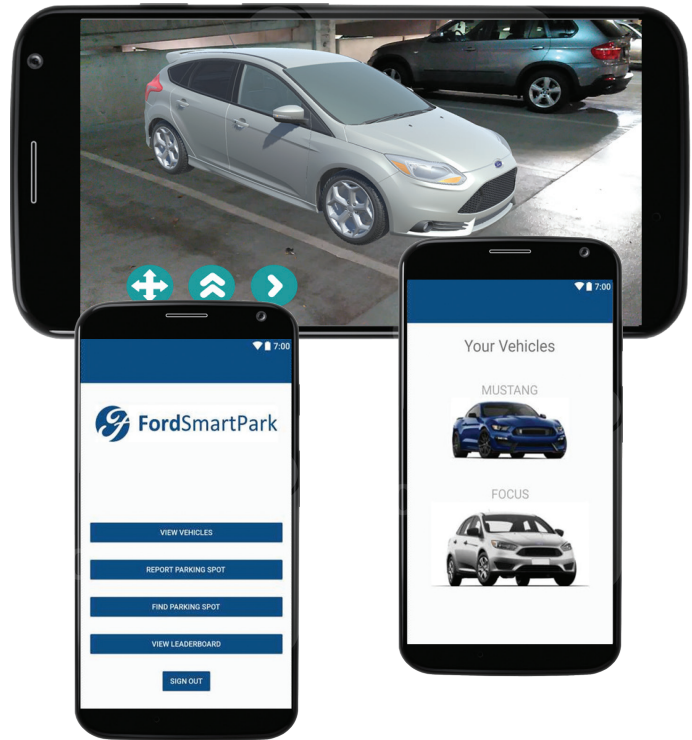 7:00
FordSmartPark
VIEW VEHICLES
REPORT PARKING SPOT
FIND PARKING SPOT
VIEW LEADERBOARD
SIGN OUT
7:00
Your Vehicles
MUSTANG
FOCUS